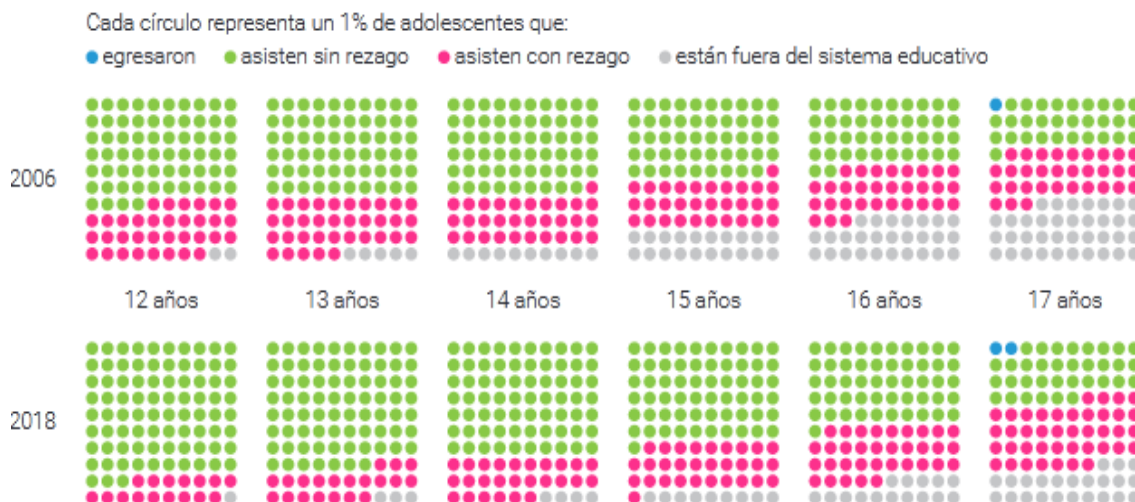 Cada círculo representa un 1% de adolescentes que:
egresaron asisten sin rezago asisten con rezago están fuera del sistema educativo
2006
12 años 13 años 14 años 15 años 16 años 17 años
2018